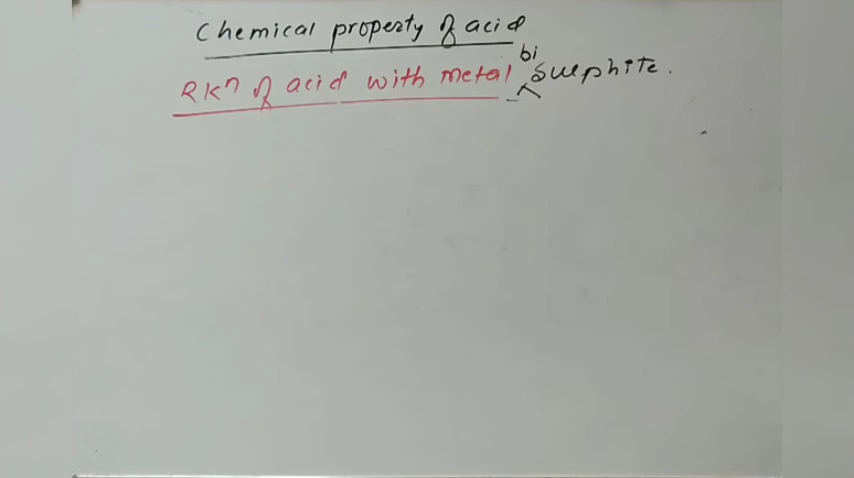 Chemical property of acid
Rkn of acid with metal bi sulphite.